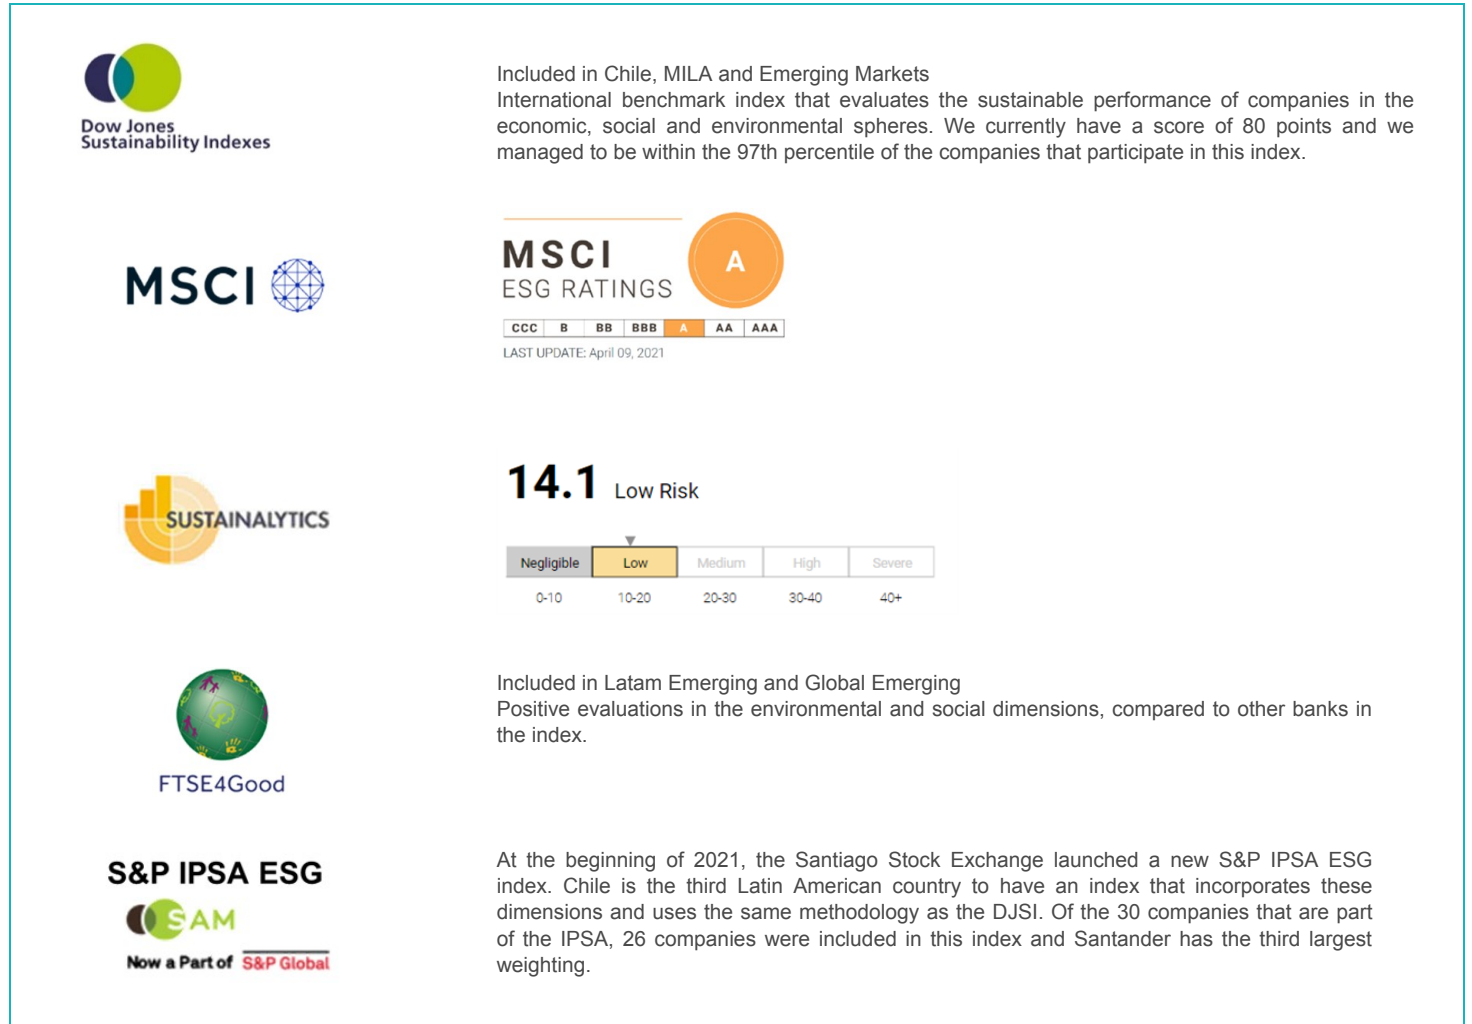 Dow Jones
Sustainability Indexes
Included in Chile, MILA and Emerging Markets
International benchmark index that evaluates the sustainable performance of companies in the
economic, social and environmental spheres. We currently have a score of 80 points and we
managed to be within the 97th percentile of the companies that participate in this index.
MSCI
MSCI
ESG RATINGS
A
CCC B BB BBB A AA AAA
LAST UPDATE: April 09, 2021
SUSTAINALYTICS
14.1 Low Risk
Negligible Low Medium High Severe
0-10 10-20 20-30 30-40 40+
FTSE4Good
Included in Latam Emerging and Global Emerging
Positive evaluations in the environmental and social dimensions, compared to other banks in
the index.
S&P IPSA ESG
SAM
Now a Part of S&P Global
At the beginning of 2021, the Santiago Stock Exchange launched a new S&P IPSA ESG
index. Chile is the third Latin American country to have an index that incorporates these
dimensions and uses the same methodology as the DJSI. Of the 30 companies that are part
of the IPSA, 26 companies were included in this index and Santander has the third largest
weighting.